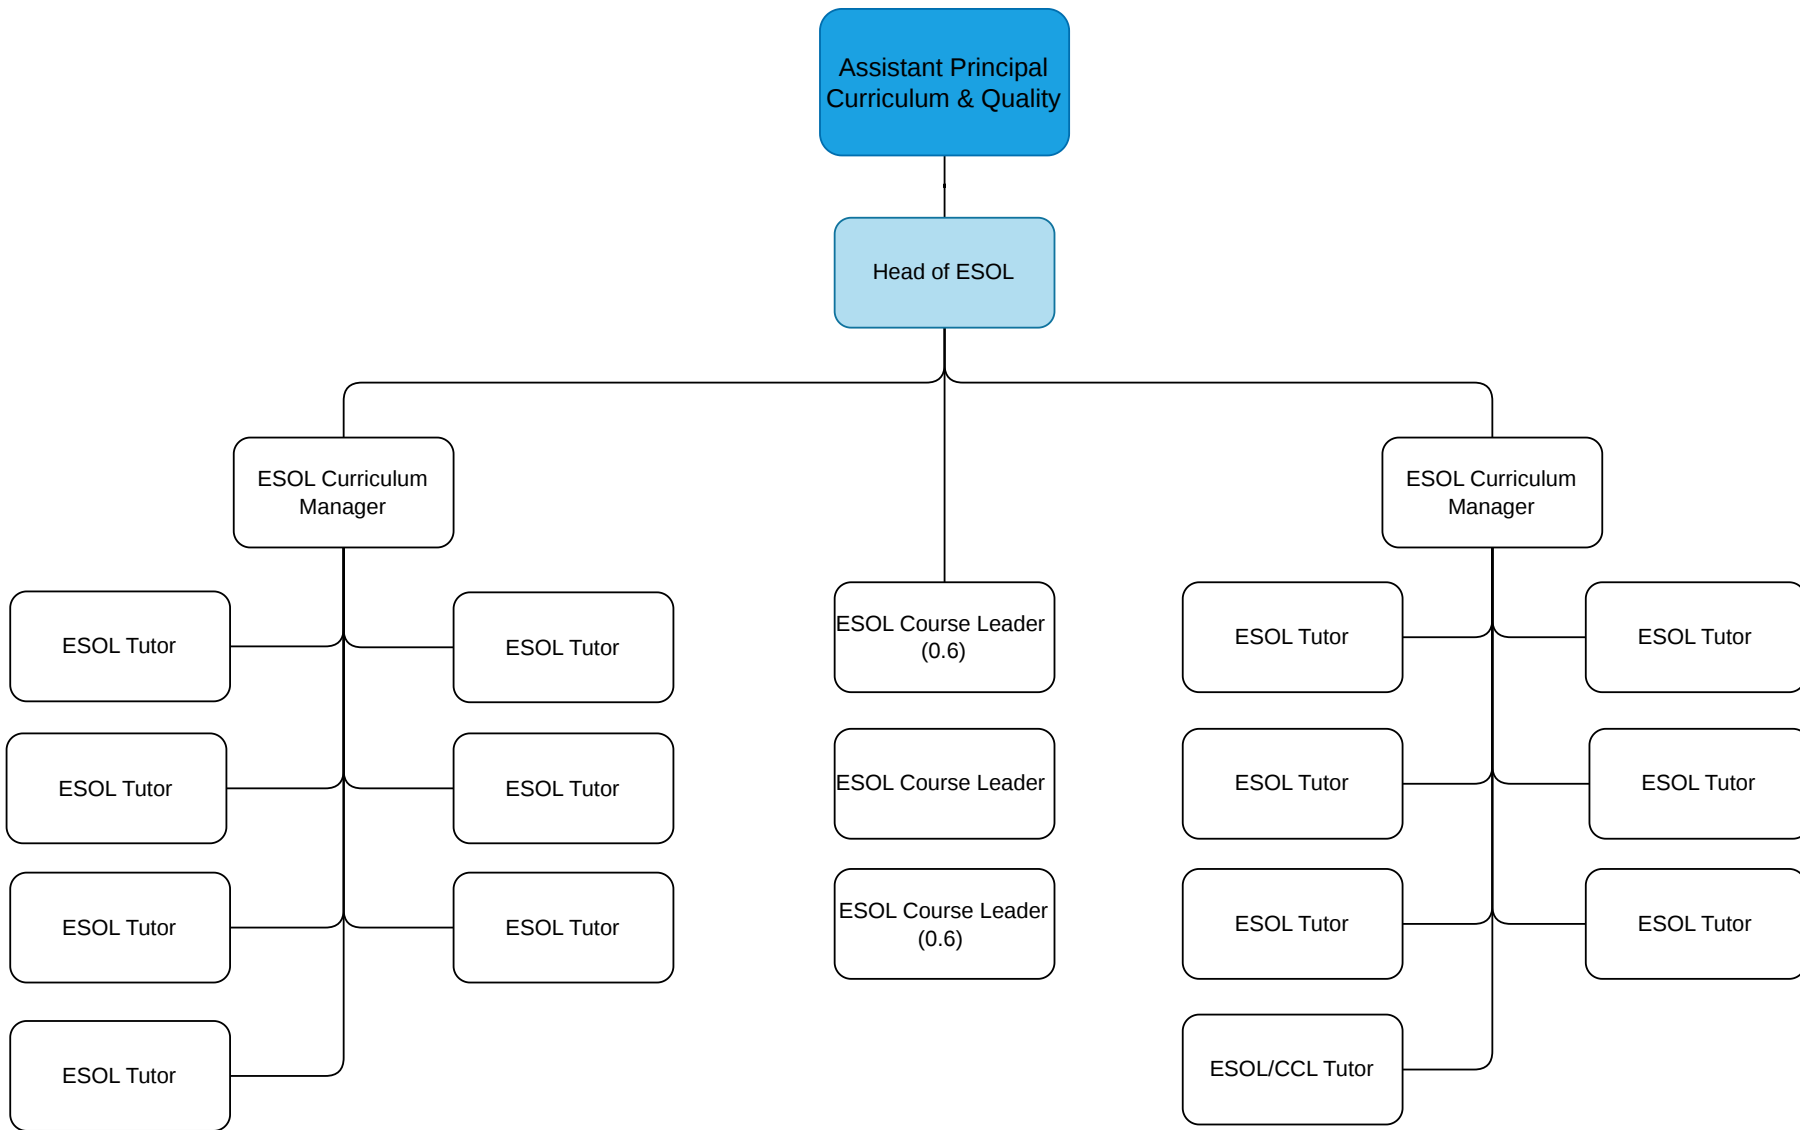 Assistant Principal
Curriculum & Quality
Head of ESOL
ESOL Curriculum
Manager
ESOL Curriculum
Manager
ESOL Tutor
ESOL Tutor
ESOL Course Leader
(0.6)
ESOL Tutor
ESOL Tutor
ESOL Tutor
ESOL Tutor
ESOL Course Leader
ESOL Tutor
ESOL Tutor
ESOL Tutor
ESOL Tutor
ESOL Course Leader
(0.6)
ESOL Tutor
ESOL Tutor
ESOL Tutor
ESOL/CCL Tutor